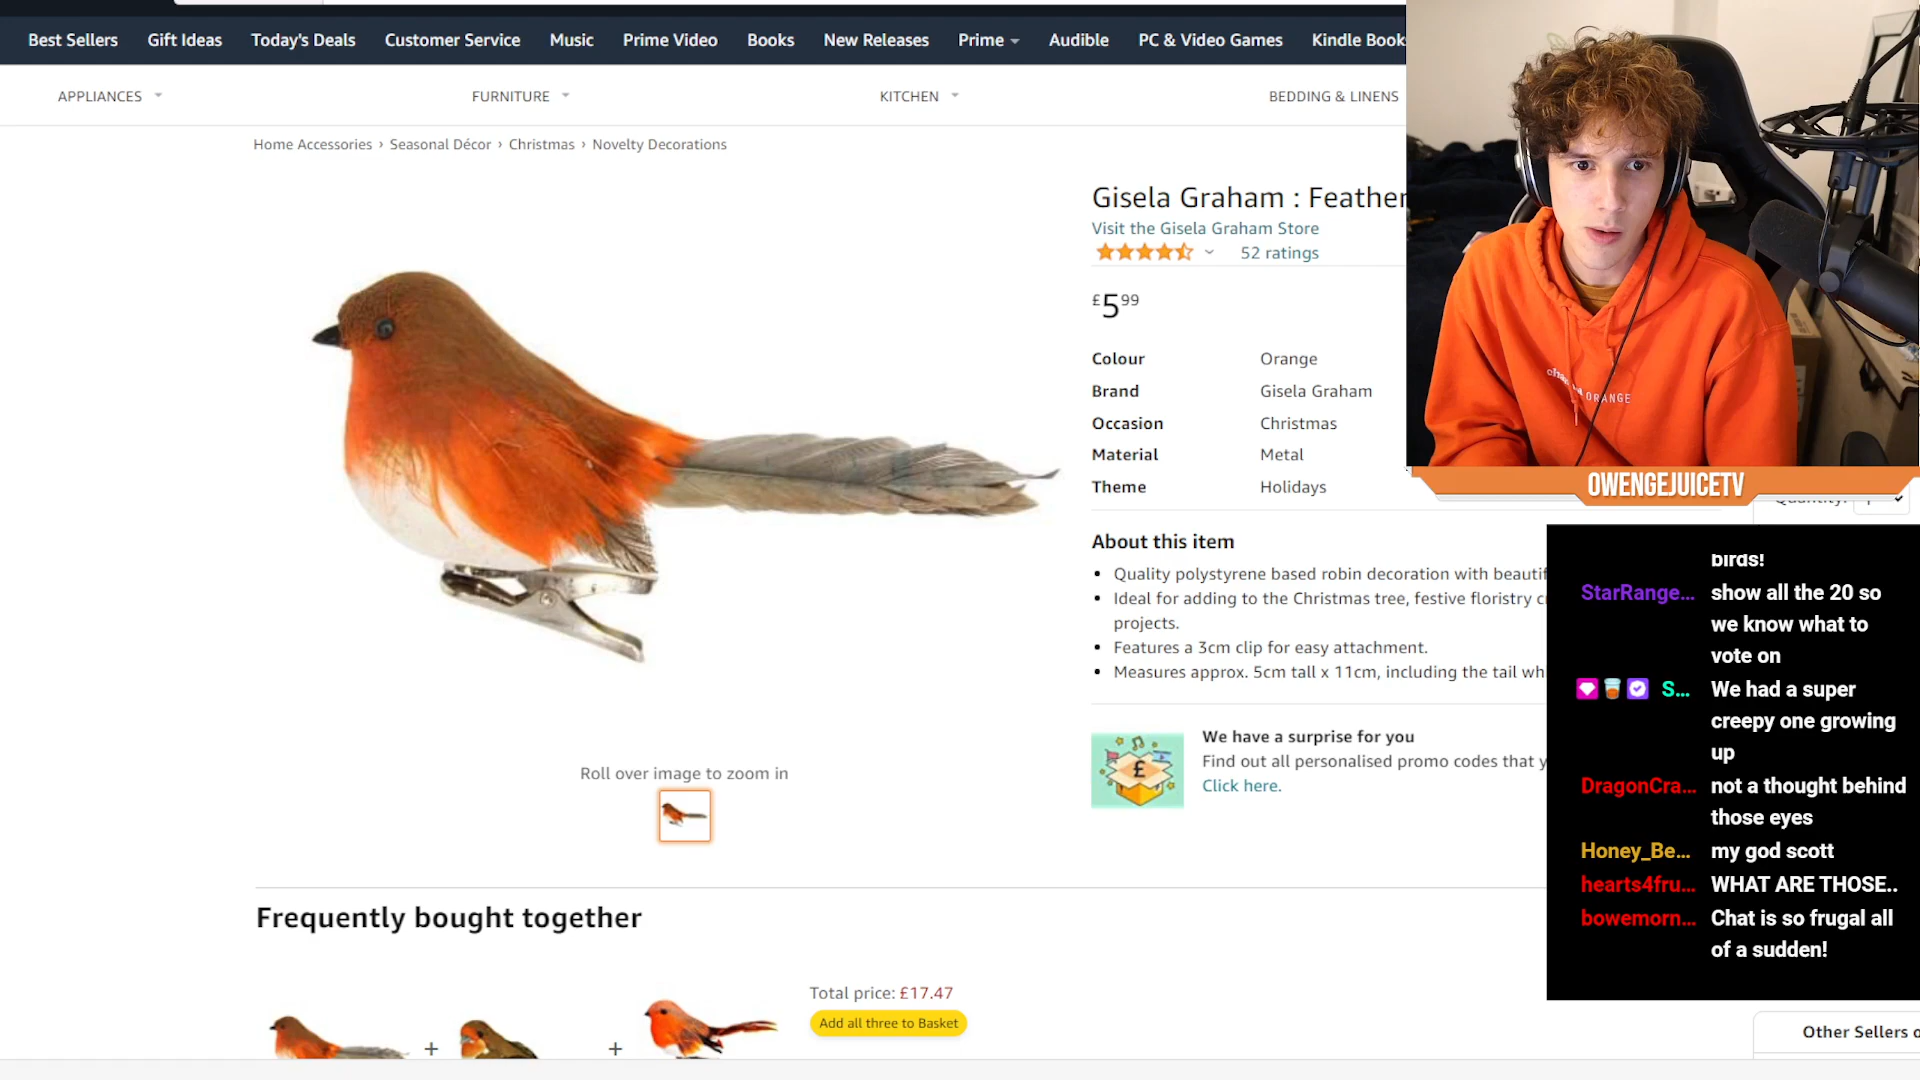 Best Sellers Gift Ideas Today's Deals Customer Service Music Prime Video Books New Releases Prime Audible PC & Video Games Kindle Book
APPLIANCES FURNITURE KITCHEN BEDDING & LINENS
Home Accessories › Seasonal Décor › Christmas › Novelty Decorations
Gisela Graham : Feather
Visit the Gisela Graham Store
52 ratings
£5 99
Colour Orange
Brand Gisela Graham
Occasion Christmas
Material Metal
Theme Holidays
About this item
• Quality polystyrene based robin decoration with beautif
• Ideal for adding to the Christmas tree, festive floristry c
projects.
• Features a 3cm clip for easy attachment.
• Measures approx. 5cm tall x 11cm, including the tail wh
We have a surprise for you
Find out all personalised promo codes that y
Click here.
Roll over image to zoom in
Frequently bought together
Total price: £17.47
Add all three to Basket
+ +
ORANGE
OWENGEJUICETV
Quantity:
birds!
StarRange... show all the 20 so
we know what to
vote on
S... We had a super
creepy one growing
up
DragonCra... not a thought behind
those eyes
Honey_Be... my god scott
hearts4fru... WHAT ARE THOSE..
bowemorn... Chat is so frugal all
of a sudden!
Other Sellers o